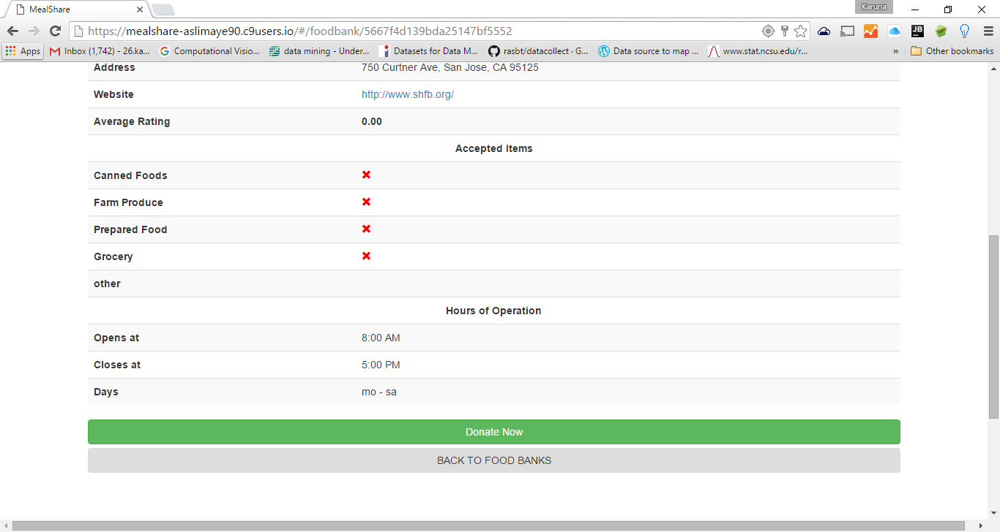 MealShare
Karuna
https://mealshare-aslimaye90.c9users.io/#/foodbank/5667f4d139bda25147bf5552
JB
Apps Inbox (1,742) - 26.ka... Computational Visio... data mining - Under... Datasets for Data M... rasbt/datacollect · G... Data source to map ... www.stat.ncsu.edu/r... » Other bookmarks
Address 750 Curtner Ave, San Jose, CA 95125
Website http://www.shfb.org/
Average Rating 0.00
Accepted Items
Canned Foods
Farm Produce
Prepared Food
Grocery
other
Hours of Operation
Opens at 8:00 AM
Closes at 5:00 PM
Days mo - sa
Donate Now
BACK TO FOOD BANKS